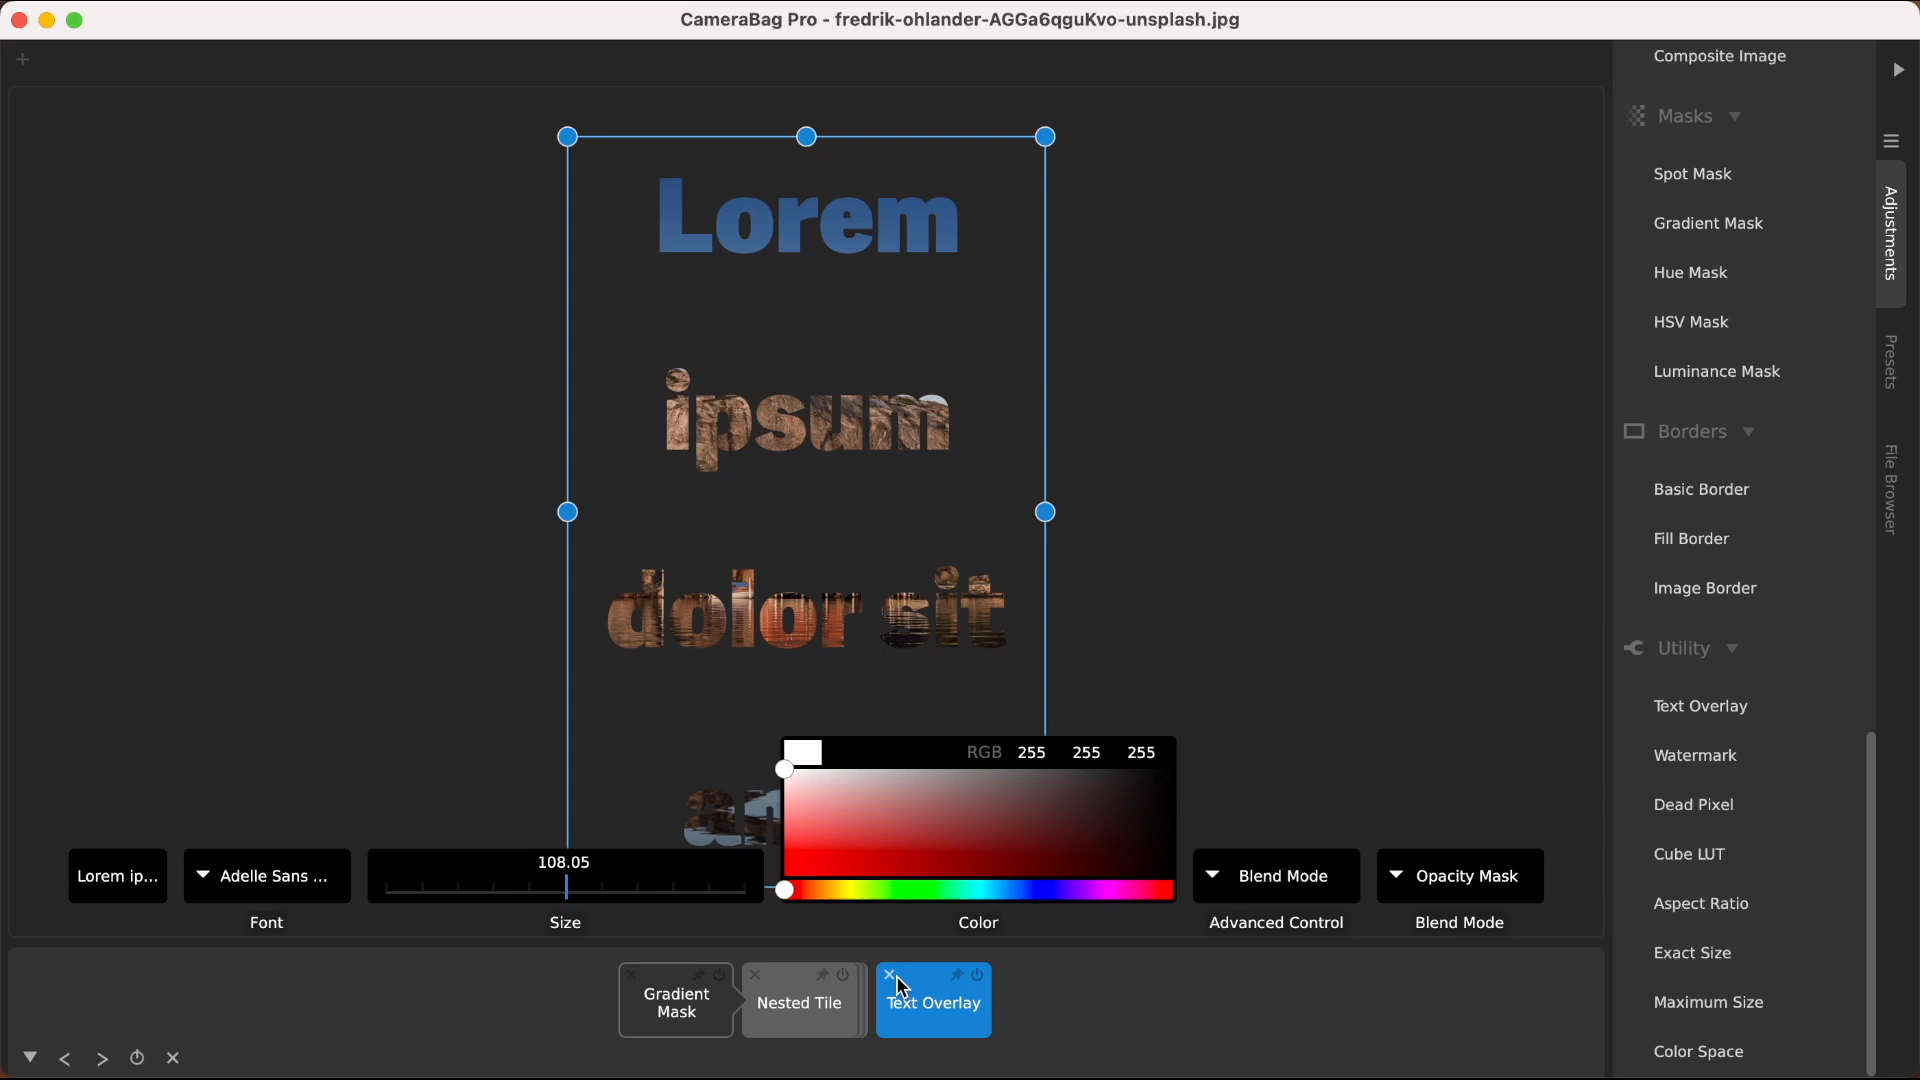 CameraBag Pro - fredrik-ohlander-AGGa6qguKvo-unsplash.jpg
Composite Image
Masks
Spot Mask
Gradient Mask
Hue Mask
HSV Mask
Luminance Mask
Borders
Basic Border
Fill Border
Image Border
Utility
Text Overlay
Watermark
Dead Pixel
Cube LUT
Aspect Ratio
Exact Size
Maximum Size
Color Space
Adjustments
Presets
File Browser
Lorem
ipsum
dolor sit
RGB 255 255 255
Lorem ip...
Adelle Sans ...
108.05
Blend Mode
Opacity Mask
Font
Size
Color
Advanced Control
Blend Mode
Gradient
Mask
Nested Tile
Text Overlay